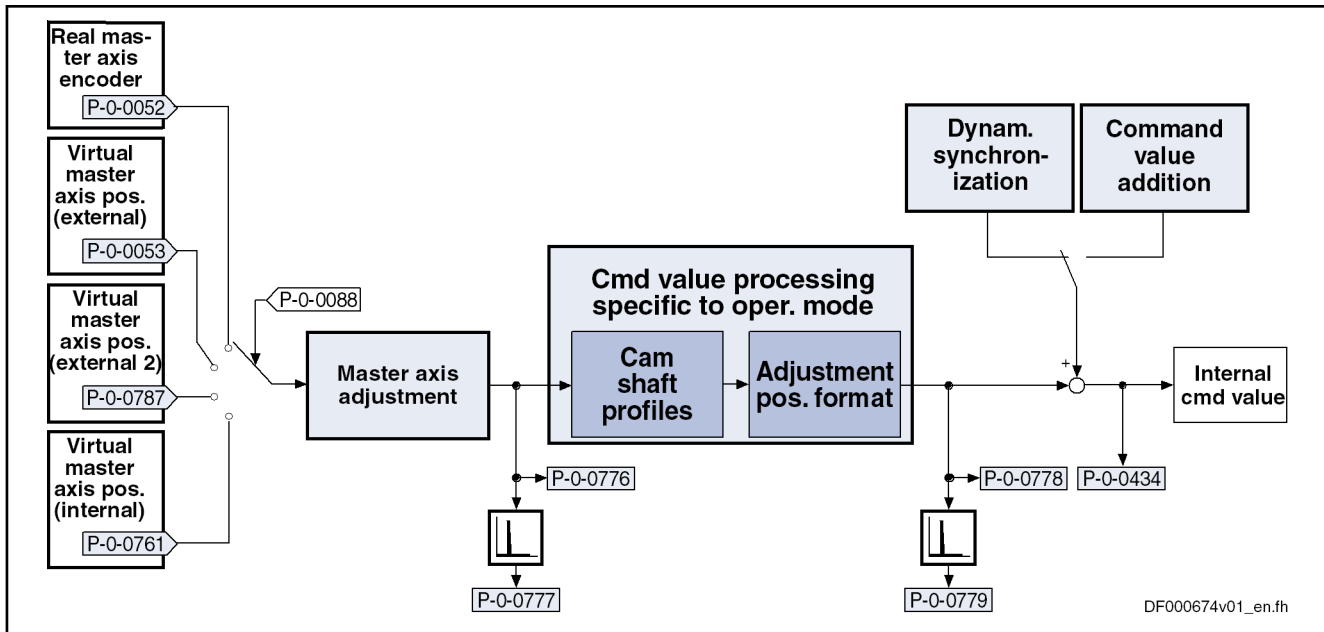 Real mas-
ter axis
encoder
P-0-0052
Virtual
master
axis pos.
(external)
P-0-0053
Virtual
master
axis pos.
(external 2)
P-0-0787
Virtual
master
axis pos.
(internal)
P-0-0761
P-0-0088
Master axis
adjustment
P-0-0776
P-0-0777
Cmd value processing
specific to oper. mode
Cam
shaft
profiles
Adjustment
pos. format
P-0-0778
P-0-0779
Dynam.
synchron-
ization
Command
value
addition
+
P-0-0434
Internal
cmd value
DF000674v01_en.fh